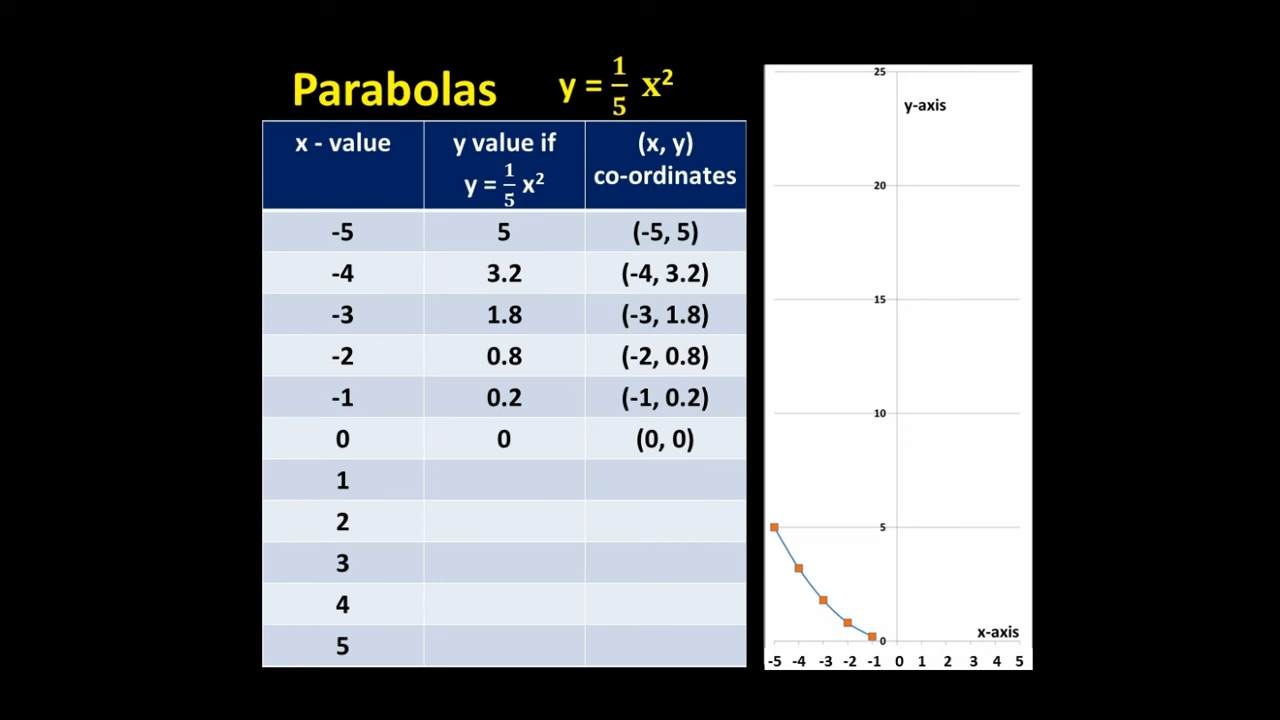 Parabolas y = 1/5 x²
x - value y value if y = 1/5 x² (x, y) co-ordinates
-5 5 (-5, 5)
-4 3.2 (-4, 3.2)
-3 1.8 (-3, 1.8)
-2 0.8 (-2, 0.8)
-1 0.2 (-1, 0.2)
0 0 (0, 0)
1
2
3
4
5
25
y-axis
20
15
10
5
0
x-axis
-5 -4 -3 -2 -1 0 1 2 3 4 5